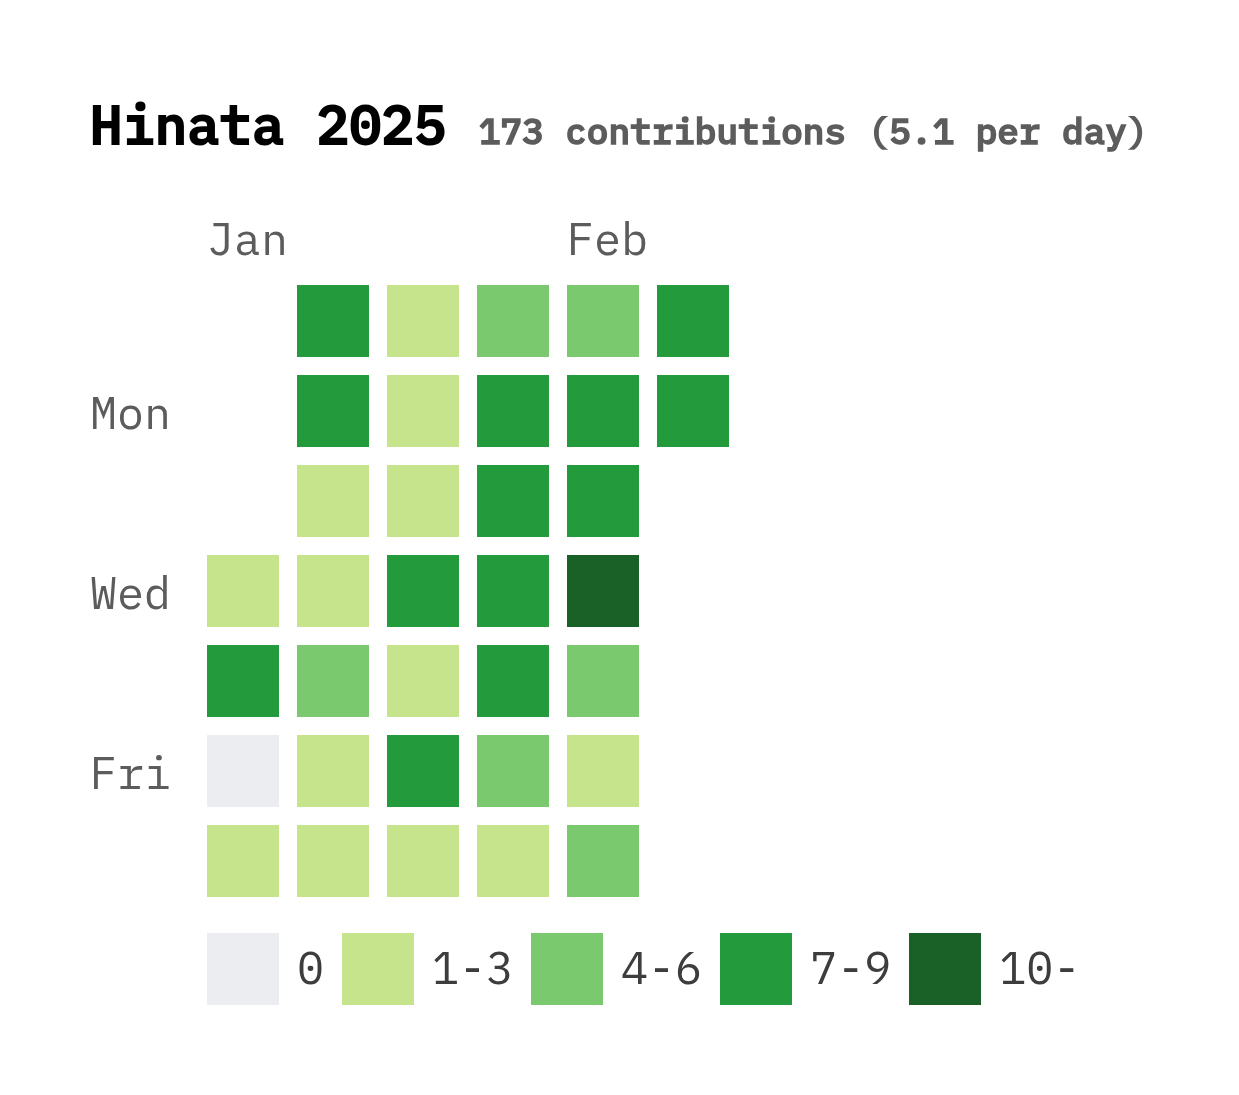 Hinata 2025 173 contributions (5.1 per day)
Jan Feb
Mon
Wed
Fri
0 1-3 4-6 7-9 10-